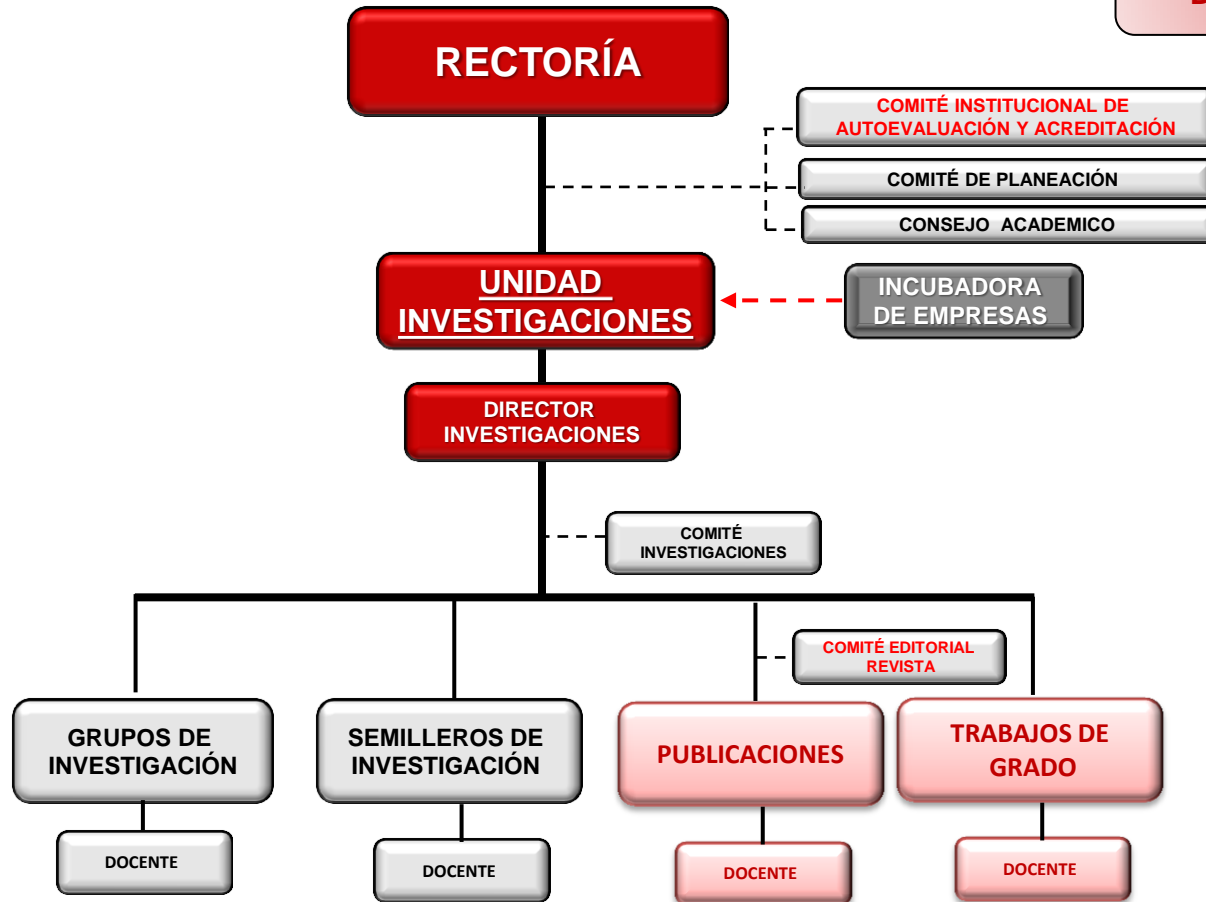 RECTORÍA
COMITÉ INSTITUCIONAL DE
AUTOEVALUACIÓN Y ACREDITACIÓN
COMITÉ DE PLANEACIÓN
CONSEJO ACADEMICO
UNIDAD
INVESTIGACIONES
INCUBADORA
DE EMPRESAS
DIRECTOR
INVESTIGACIONES
COMITÉ
INVESTIGACIONES
COMITÉ EDITORIAL
REVISTA
GRUPOS DE
INVESTIGACIÓN
SEMILLEROS DE
INVESTIGACIÓN
PUBLICACIONES
TRABAJOS DE
GRADO
DOCENTE
DOCENTE
DOCENTE
DOCENTE